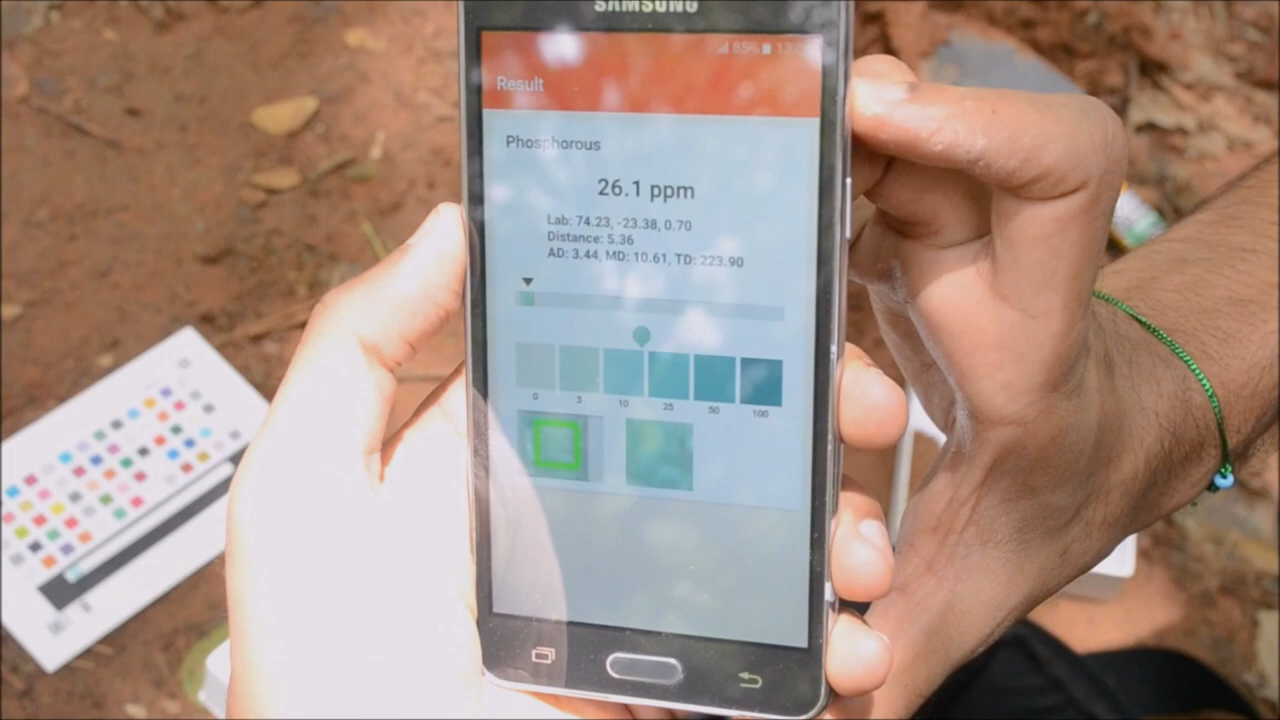 SAMSUNG
85%
Result
Phosphorous
26.1 ppm
Lab: 74.23, -23.38, 0.70
Distance: 5.36
AD: 3.44, MD: 10.61, TD: 223.90
0 3 10 25 50 100